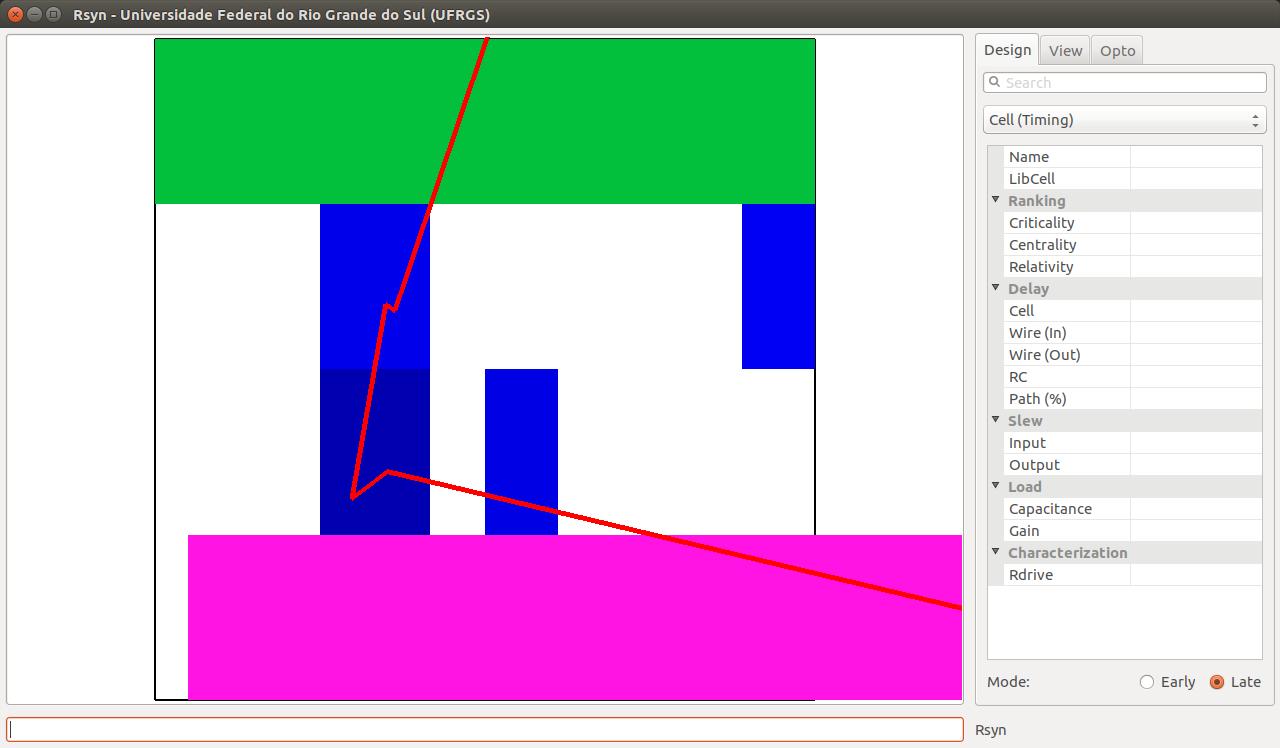 Rsyn - Universidade Federal do Rio Grande do Sul (UFRGS)
Design View Opto
Search
Cell (Timing)
Name
LibCell
Ranking
Criticality
Centrality
Relativity
Delay
Cell
Wire (In)
Wire (Out)
RC
Path (%)
Slew
Input
Output
Load
Capacitance
Gain
Characterization
Rdrive
Mode: Early Late
Rsyn